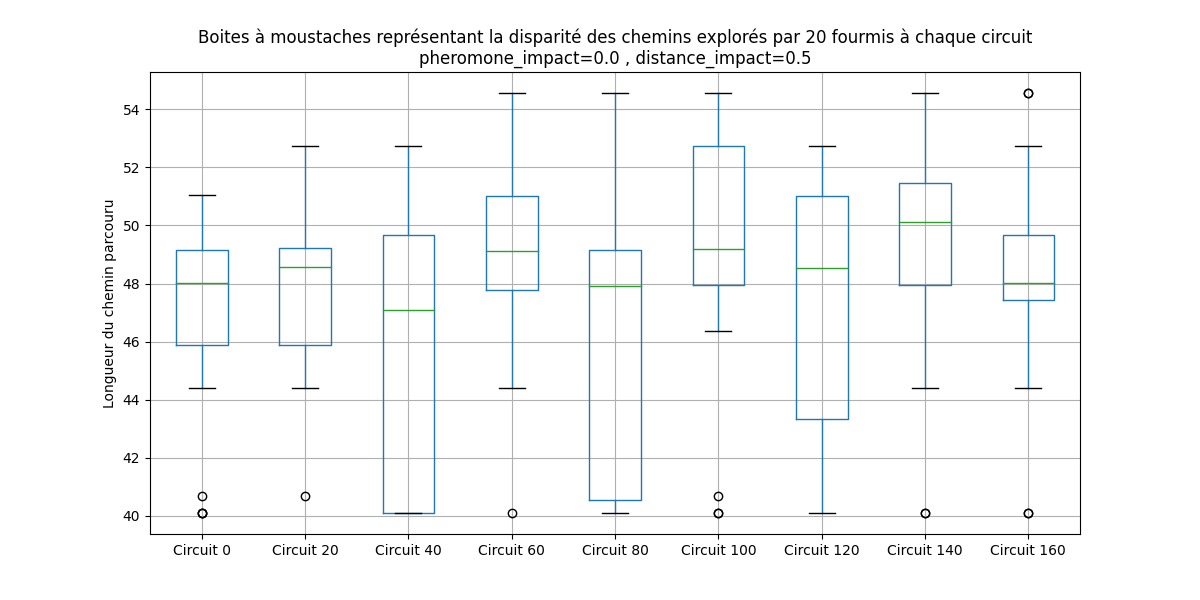 Boites à moustaches représentant la disparité des chemins explorés par 20 fourmis à chaque circuit
pheromone_impact=0.0 , distance_impact=0.5
Longueur du chemin parcouru
54
52
50
48
46
44
42
40
Circuit 0 Circuit 20 Circuit 40 Circuit 60 Circuit 80 Circuit 100 Circuit 120 Circuit 140 Circuit 160